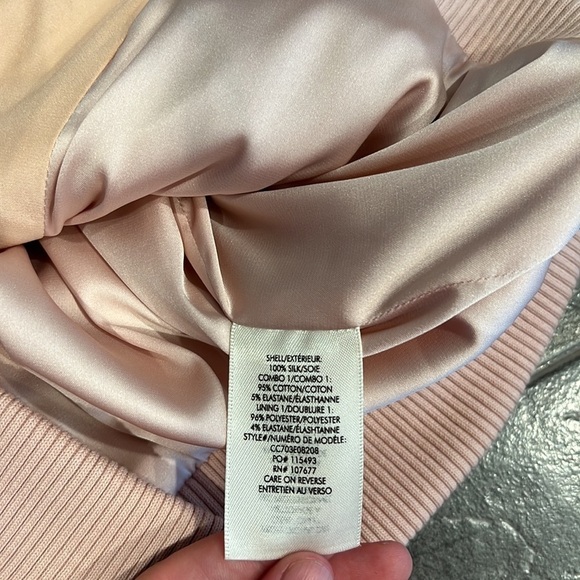 SHELL/EXTÉRIEUR:
100% SILK/SOIE
COMBO 1/COMBO 1:
95% COTTON/COTON
5% ELASTANE/ÉLASTHANNE
LINING 1/DOUBLURE 1:
96% POLYESTER/POLYESTER
4% ELASTANE/ÉLASHTANNE
STYLE#/NUMÉRO DE MODÈLE:
CC703E08208
PO# 115493
RN# 107677
CARE ON REVERSE
ENTRETIEN AU VERSO